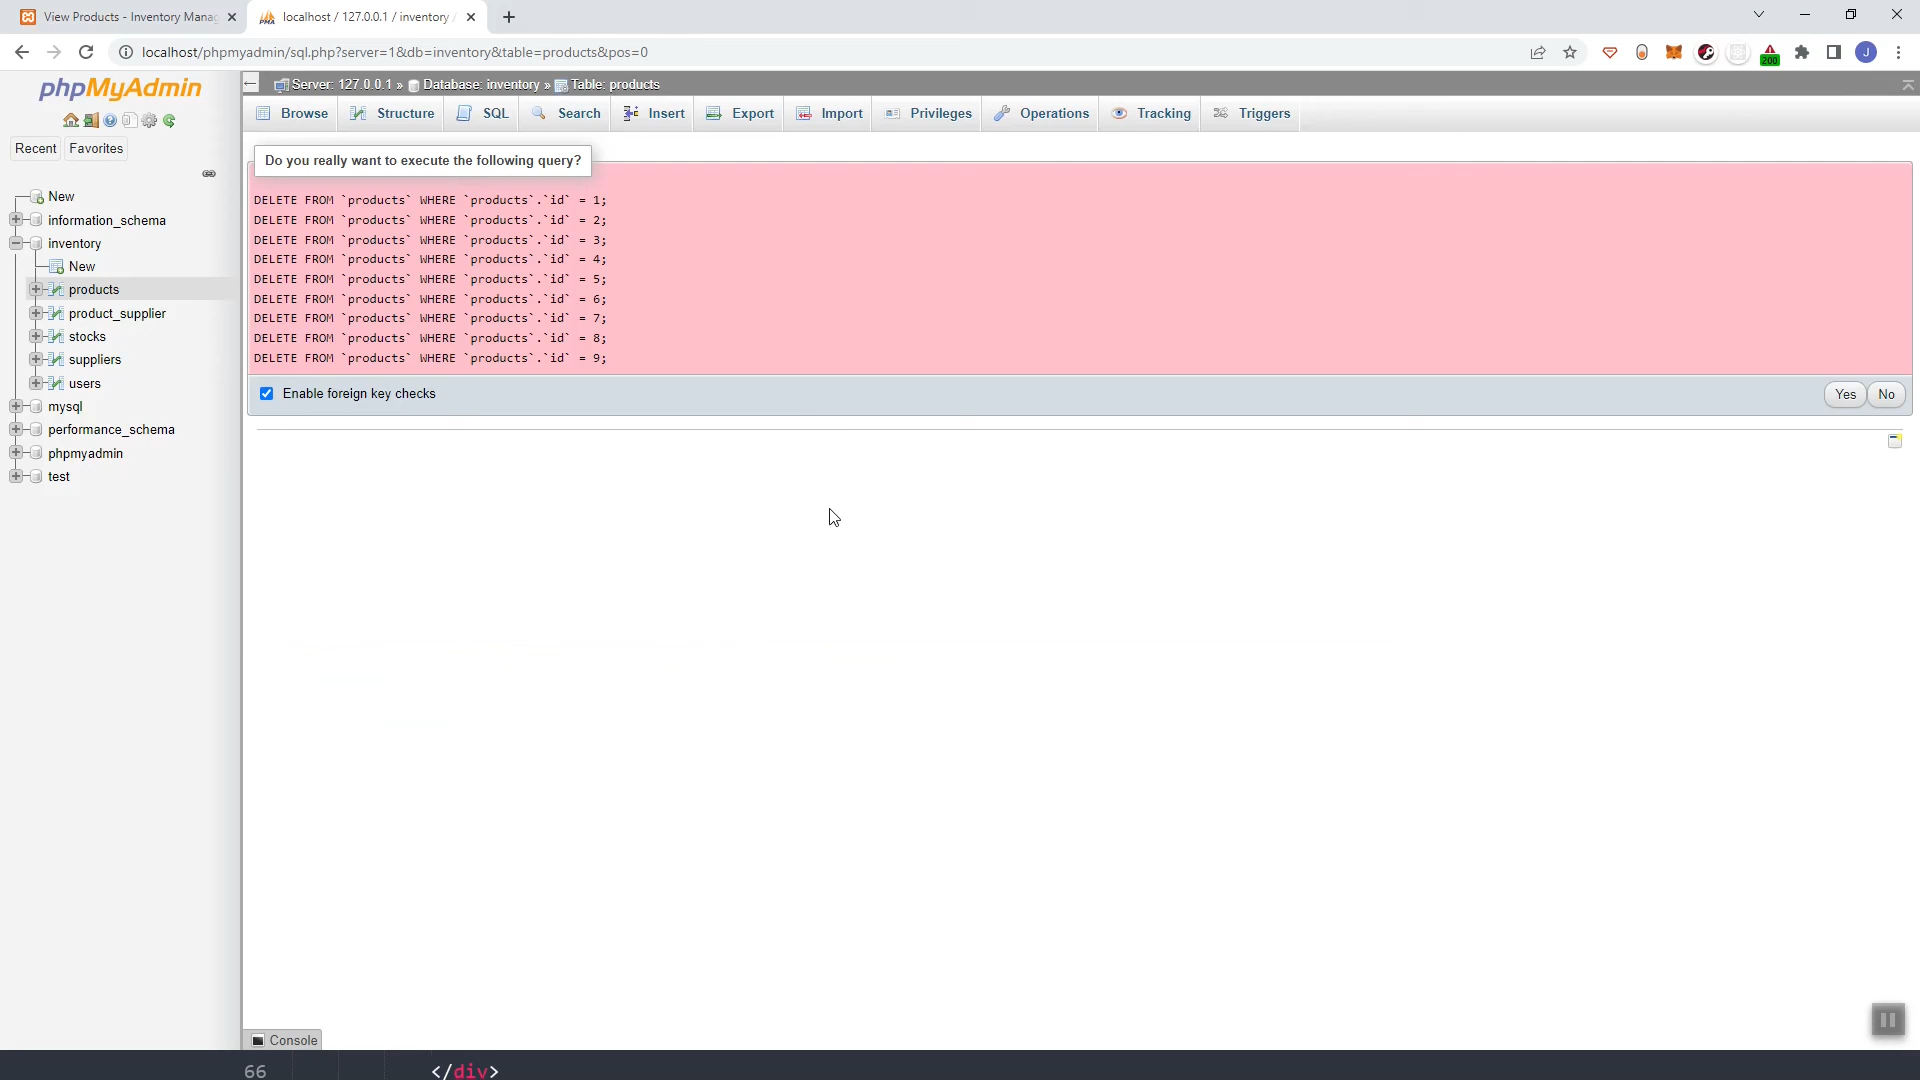 View Products - Inventory Manag
localhost / 127.0.0.1 / inventory /
localhost/phpmyadmin/sql.php?server=1&db=inventory&table=products&pos=0
200
J
phpMyAdmin
Recent
Favorites
New
information_schema
inventory
New
products
product_supplier
stocks
suppliers
users
mysql
performance_schema
phpmyadmin
test
Server: 127.0.0.1 » Database: inventory » Table: products
Browse
Structure
SQL
Search
Insert
Export
Import
Privileges
Operations
Tracking
Triggers
Do you really want to execute the following query?
DELETE FROM `products` WHERE `products`.`id` = 1;
DELETE FROM `products` WHERE `products`.`id` = 2;
DELETE FROM `products` WHERE `products`.`id` = 3;
DELETE FROM `products` WHERE `products`.`id` = 4;
DELETE FROM `products` WHERE `products`.`id` = 5;
DELETE FROM `products` WHERE `products`.`id` = 6;
DELETE FROM `products` WHERE `products`.`id` = 7;
DELETE FROM `products` WHERE `products`.`id` = 8;
DELETE FROM `products` WHERE `products`.`id` = 9;
Enable foreign key checks
Yes
No
Console
66 </div>